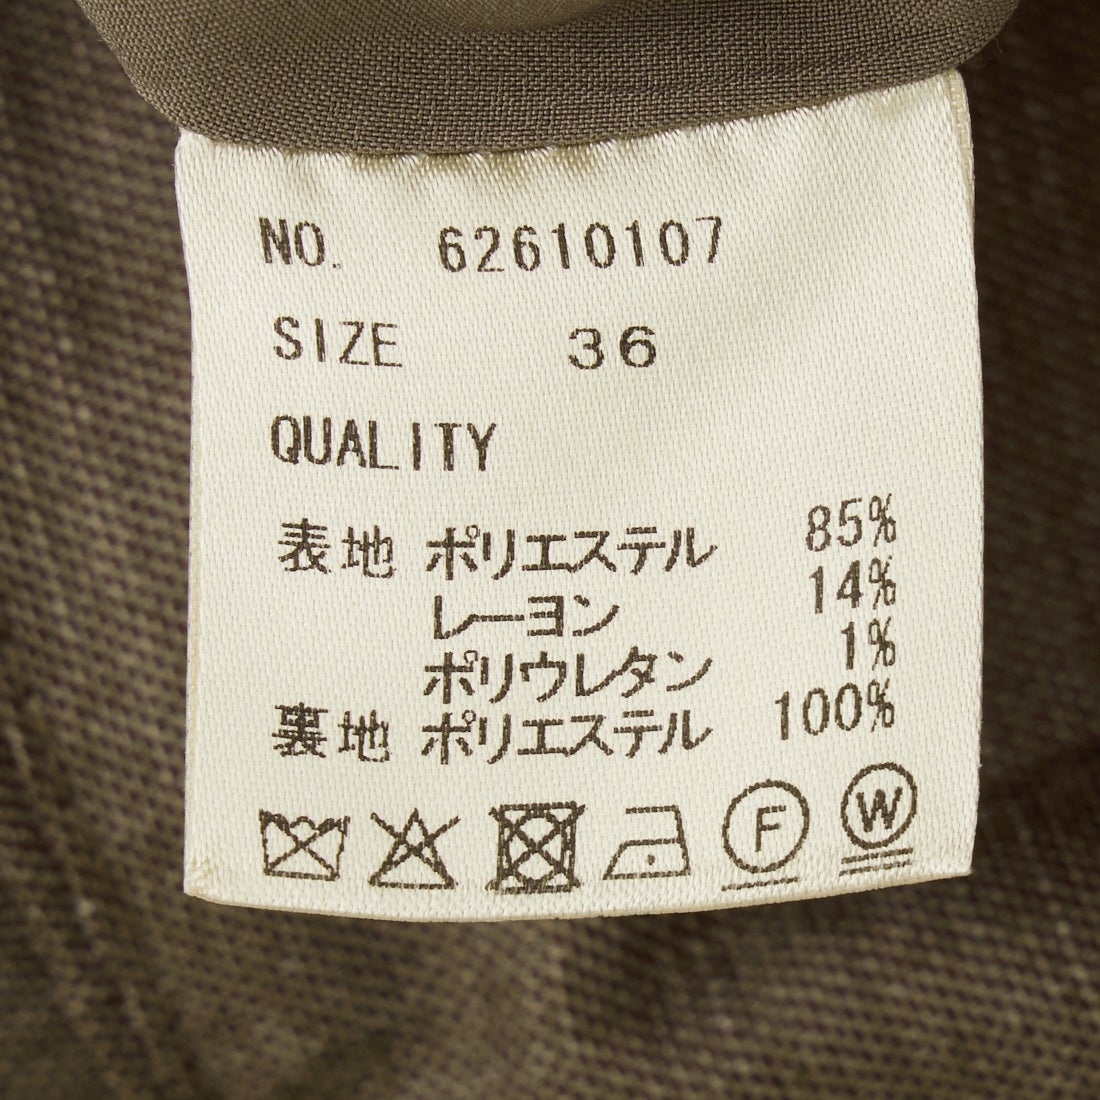 NO. 62610107
SIZE 36
QUALITY
表地 ポリエステル 85%
レーヨン 14%
ポリウレタン 1%
裏地 ポリエステル 100%
F W